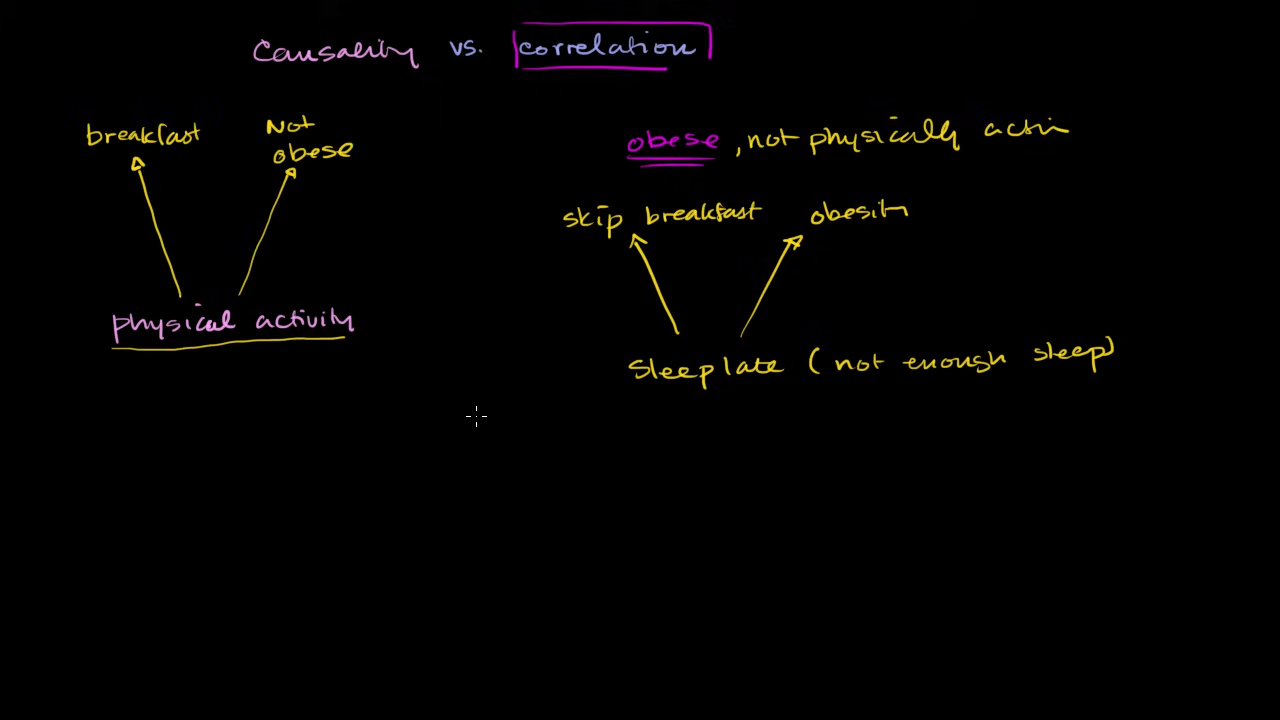 Causality vs. correlation
breakfast
Not
obese
physical activity
obese, not physically activ
skip breakfast obesity
Sleep late (not enough sleep)